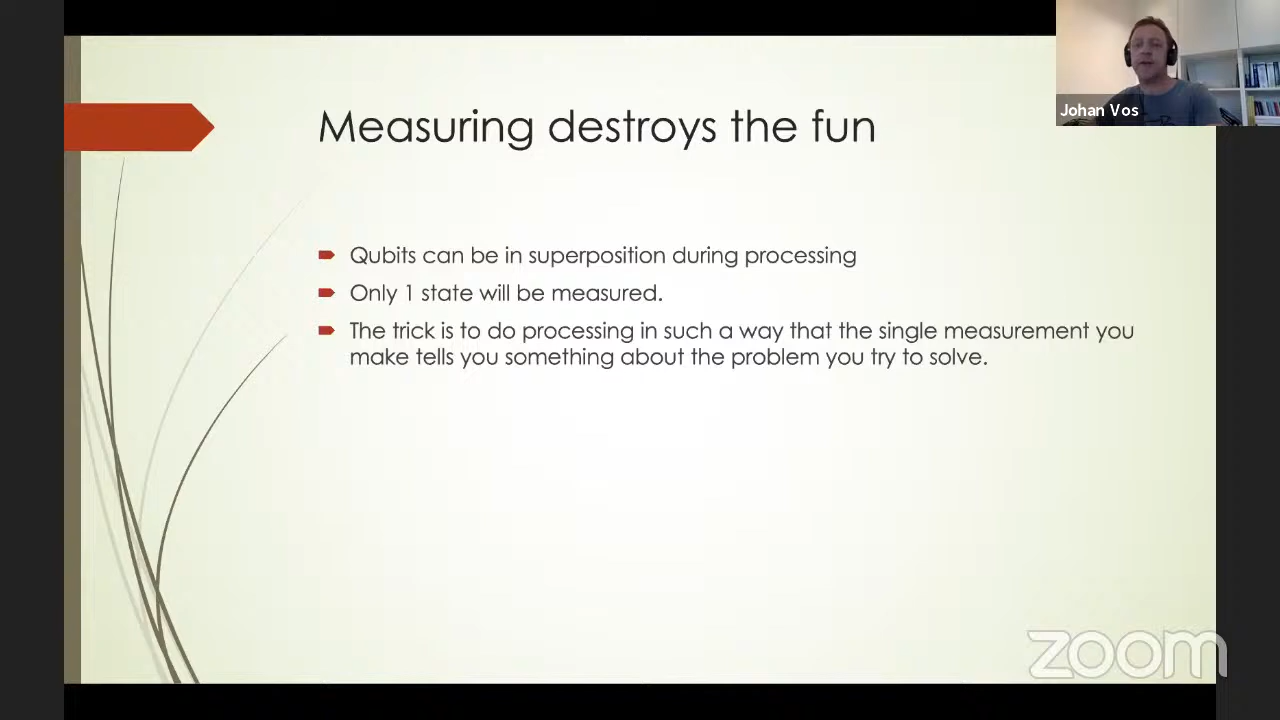 Johan Vos
Measuring destroys the fun
Qubits can be in superposition during processing
Only 1 state will be measured.
The trick is to do processing in such a way that the single measurement you
make tells you something about the problem you try to solve.
zoom